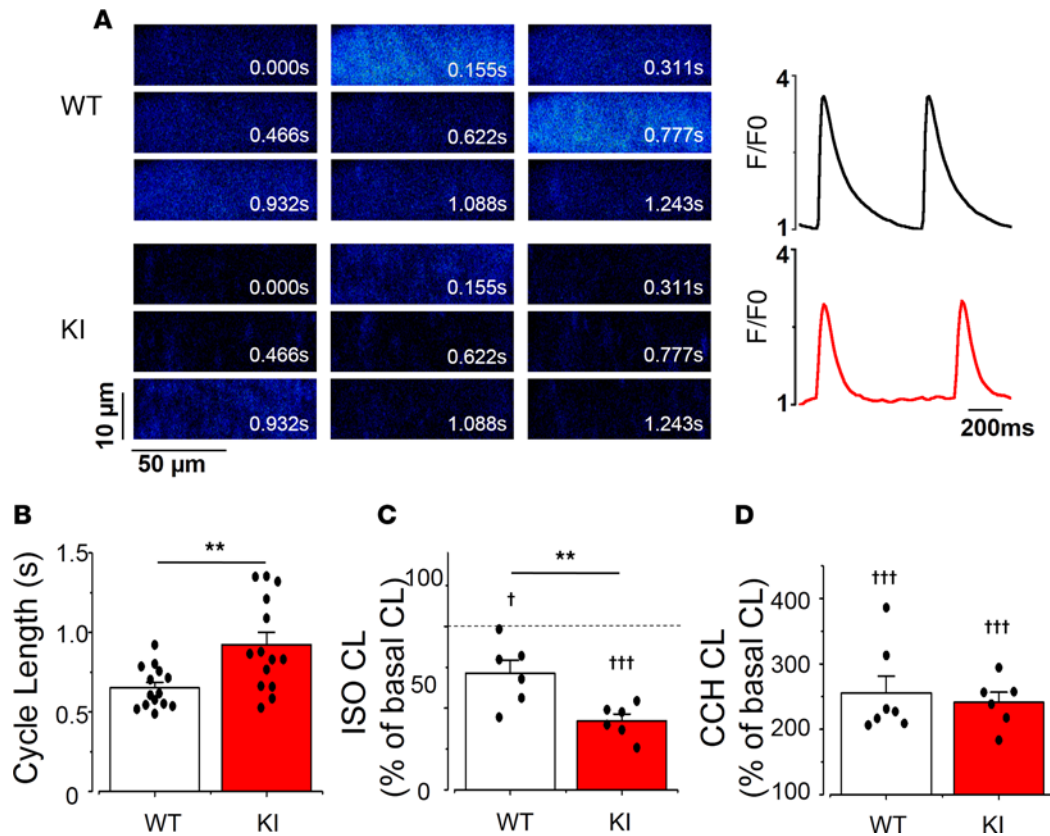 A
WT
0.000s 0.155s 0.311s
0.466s 0.622s 0.777s
0.932s 1.088s 1.243s
KI
0.000s 0.155s 0.311s
0.466s 0.622s 0.777s
0.932s 1.088s 1.243s
10 µm
50 µm
4
F/F0
1
4
F/F0
1
200ms
B
**
Cycle Length (s)
1.5
1.0
0.5
0
WT KI
C
**
†
†††
ISO CL
(% of basal CL)
100
50
0
WT KI
D
†††
†††
CCH CL
(% of basal CL)
400
300
250
200
100
WT KI